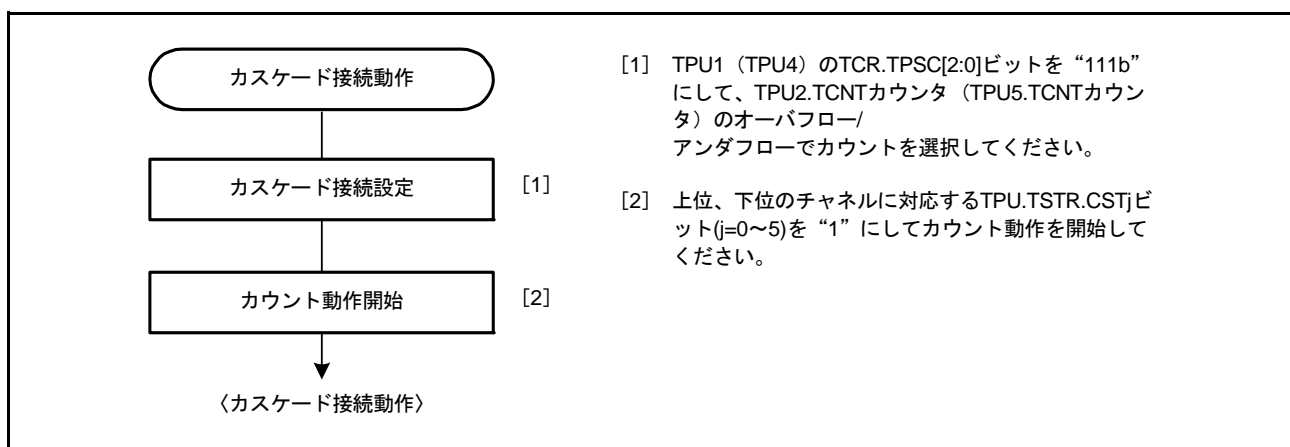 カスケード接続動作
カスケード接続設定
[1]
カウント動作開始
[2]
〈カスケード接続動作〉
[1] TPU1（TPU4）のTCR.TPSC[2:0]ビットを“111b”
にして、TPU2.TCNTカウンタ（TPU5.TCNTカウン
タ）のオーバフロー/
アンダフローでカウントを選択してください。
[2] 上位、下位のチャネルに対応するTPU.TSTR.CSTjビ
ット(j=0～5)を“1”にしてカウント動作を開始して
ください。